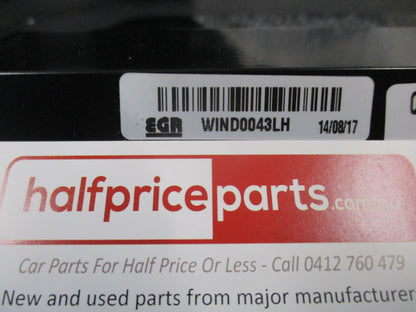 EGR WIND0043LH 14/08/17
halfpriceparts.com.au
Car Parts For Half Price Or Less - Call 0412 760 479
New and used parts from major manufacturer